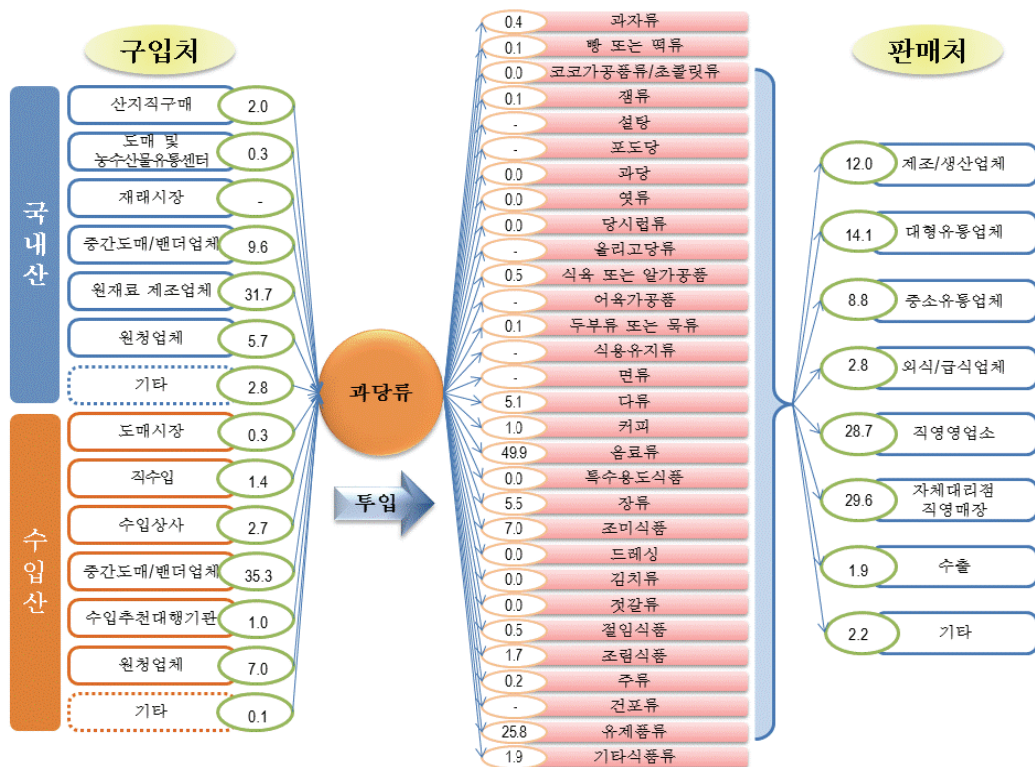 구입처
국내산
산지직구매
2.0
도매 및
농수산물유통센터
0.3
재래시장
-
중간도매/밴더업체
9.6
원재료 제조업체
31.7
원청업체
5.7
기타
2.8
수입산
도매시장
0.3
직수입
1.4
수입상사
2.7
중간도매/밴더업체
35.3
수입추천대행기관
1.0
원청업체
7.0
기타
0.1
과당류
투입
0.4 과자류
0.1 빵 또는 떡류
0.0 코코가공품류/초콜릿류
0.1 잼류
- 설탕
- 포도당
0.0 과당
0.0 엿류
0.0 당시럽류
- 올리고당류
0.5 식육 또는 알가공품
- 어육가공품
0.1 두부류 또는 묵류
- 식용유지류
- 면류
5.1 다류
1.0 커피
49.9 음료류
0.0 특수용도식품
5.5 장류
7.0 조미식품
0.0 드레싱
0.0 김치류
0.0 젓갈류
0.5 절임식품
1.7 조림식품
0.2 주류
- 건포류
25.8 유제품류
1.9 기타식품류
판매처
12.0 제조/생산업체
14.1 대형유통업체
8.8 중소유통업체
2.8 외식/급식업체
28.7 직영영업소
29.6 자체대리점
직영매장
1.9 수출
2.2 기타